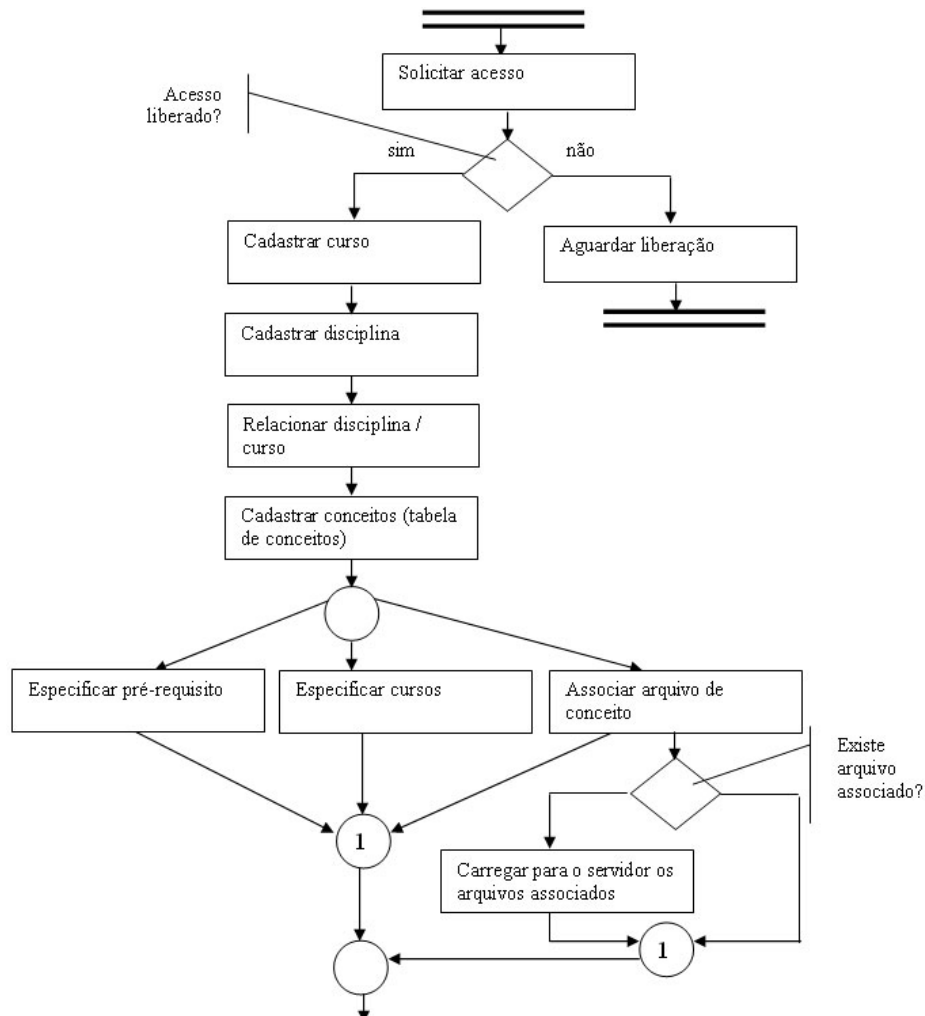 Solicitar acesso
Acesso
liberado?
sim
não
Cadastrar curso
Aguardar liberação
Cadastrar disciplina
Relacionar disciplina /
curso
Cadastrar conceitos (tabela
de conceitos)
Especificar pré-requisito
Especificar cursos
Associar arquivo de
conceito
Existe
arquivo
associado?
1
Carregar para o servidor os
arquivos associados
1